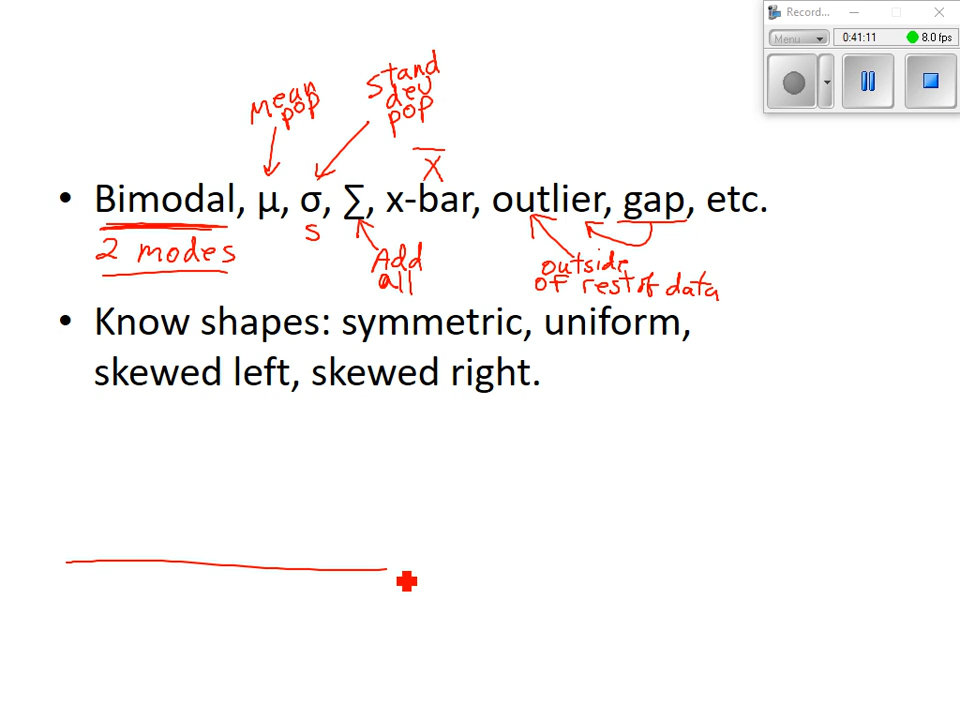 Record...
Menu
0:41:11
8.0 fps
Mean pop
Stand dev pop
x
• Bimodal, μ, σ, ∑, x-bar, outlier, gap, etc.
s
2 modes
Add all
outside of rest of data
• Know shapes: symmetric, uniform,
skewed left, skewed right.